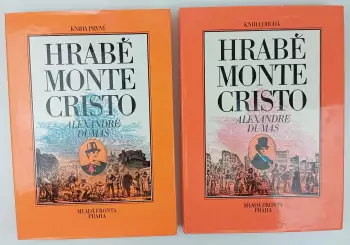 KNIHA PRVNÍ
HRABĚ
MONTE
CRISTO
ALEXANDRE
DUMAS
MLADÁ FRONTA
PRAHA
KNIHA DRUHÁ
HRABĚ
MONTE
CRISTO
ALEXANDRE
DUMAS
MLADÁ FRONTA
PRAHA